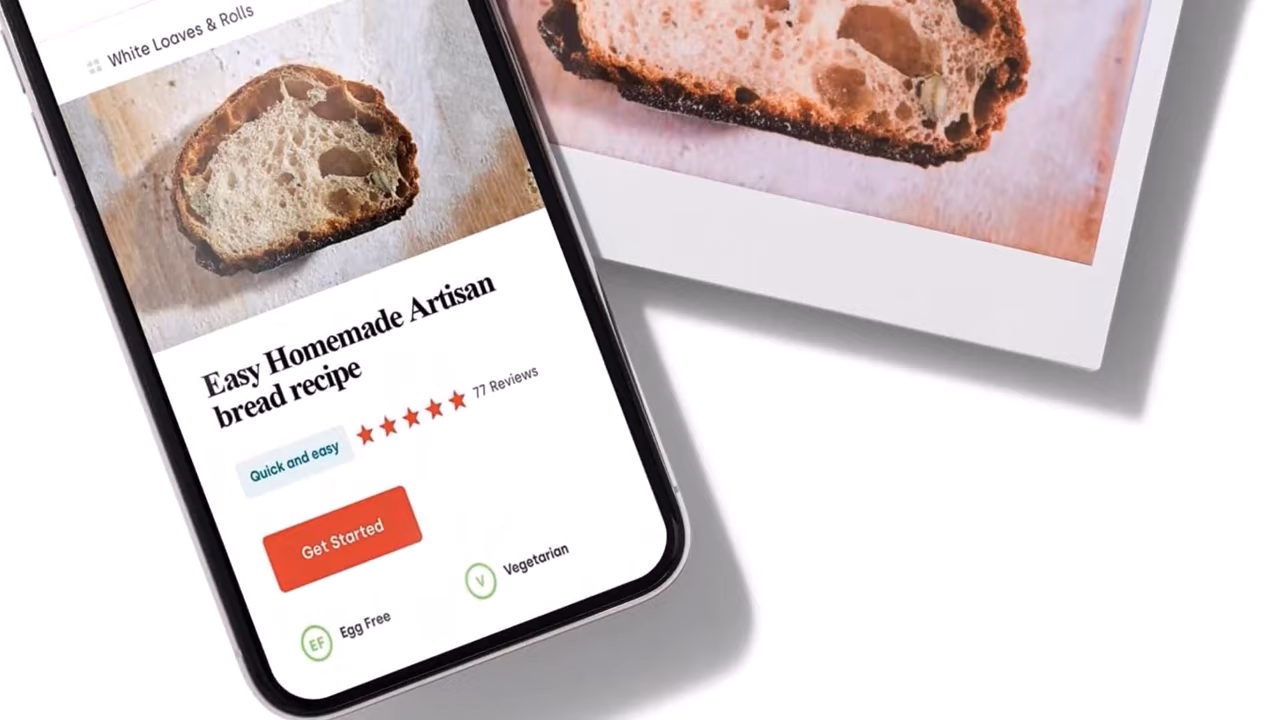 White Loaves & Rolls
Easy Homemade Artisan
bread recipe
Quick and easy
77 Reviews
Get Started
V
Vegetarian
EF
Egg Free